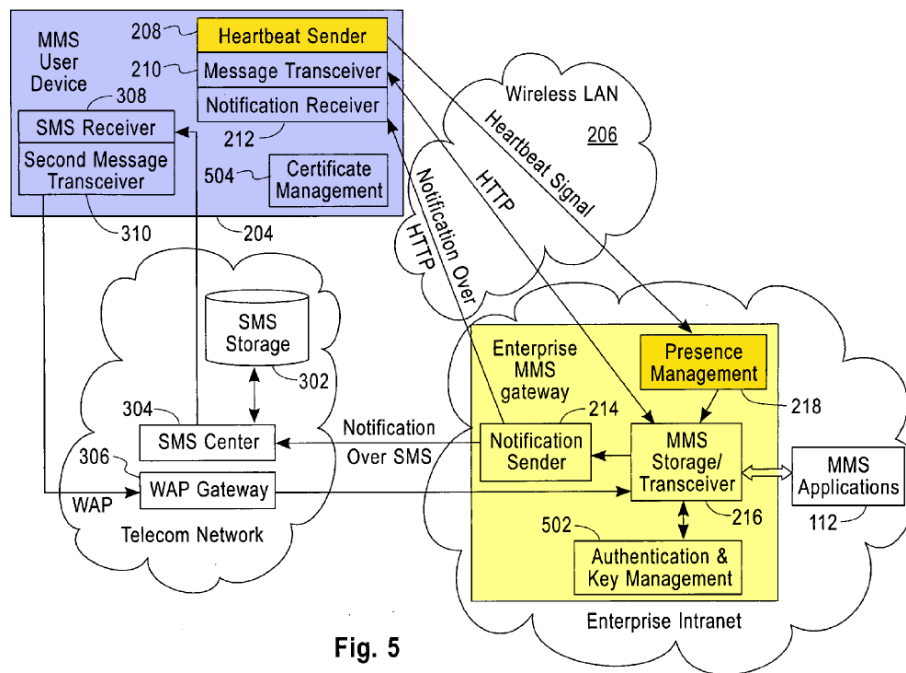 MMS
User
Device
208
Heartbeat Sender
210
Message Transceiver
308
Notification Receiver
SMS Receiver
212
Second Message
Transceiver
504
Certificate
Management
310
204
Wireless LAN
206
Heartbeat Signal
HTTP
Notification Over
HTTP
SMS
Storage
302
304
SMS Center
306
WAP Gateway
WAP
Telecom Network
Notification
Over SMS
Enterprise
MMS
gateway
Presence
Management
218
214
Notification
Sender
MMS
Storage/
Transceiver
216
MMS
Applications
112
502
Authentication &
Key Management
Enterprise Intranet
Fig. 5